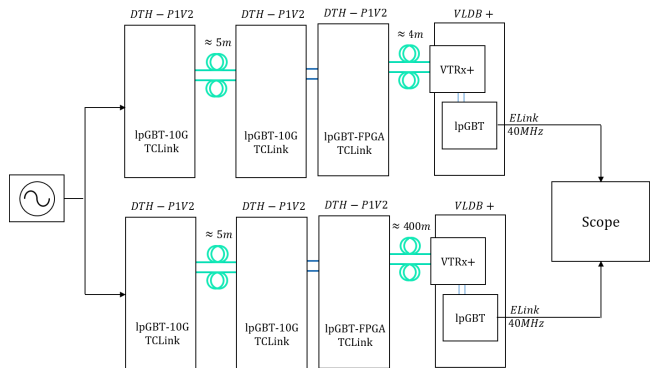 DTH − P1V2
DTH − P1V2
DTH − P1V2
VLDB +
≈ 5m
≈ 4m
VTRx+
lpGBT-10G
TCLink
lpGBT-10G
TCLink
lpGBT-FPGA
TCLink
lpGBT
ELink
40MHz
Scope
DTH − P1V2
DTH − P1V2
DTH − P1V2
VLDB +
≈ 5m
≈ 400m
VTRx+
lpGBT-10G
TCLink
lpGBT-10G
TCLink
lpGBT-FPGA
TCLink
lpGBT
ELink
40MHz